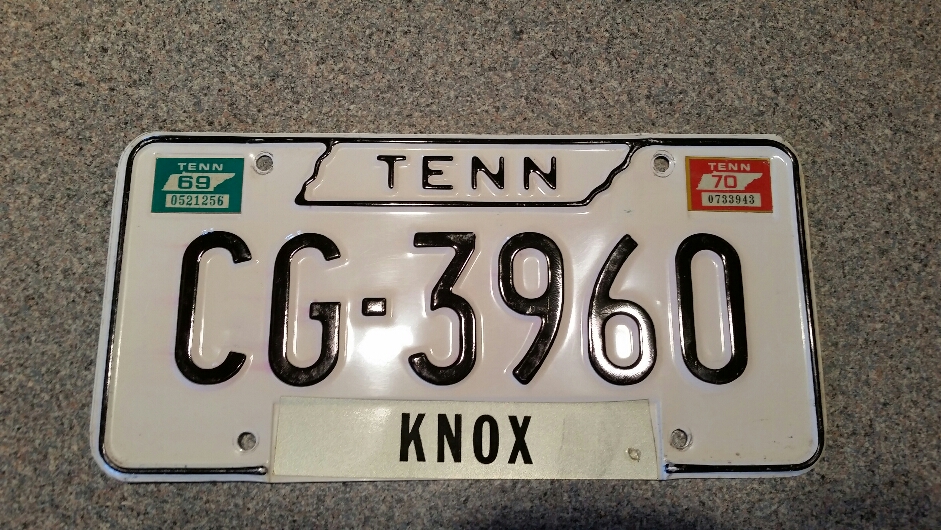 TENN
69
0521256
TENN
TENN
70
0733943
CG-3960
KNOX